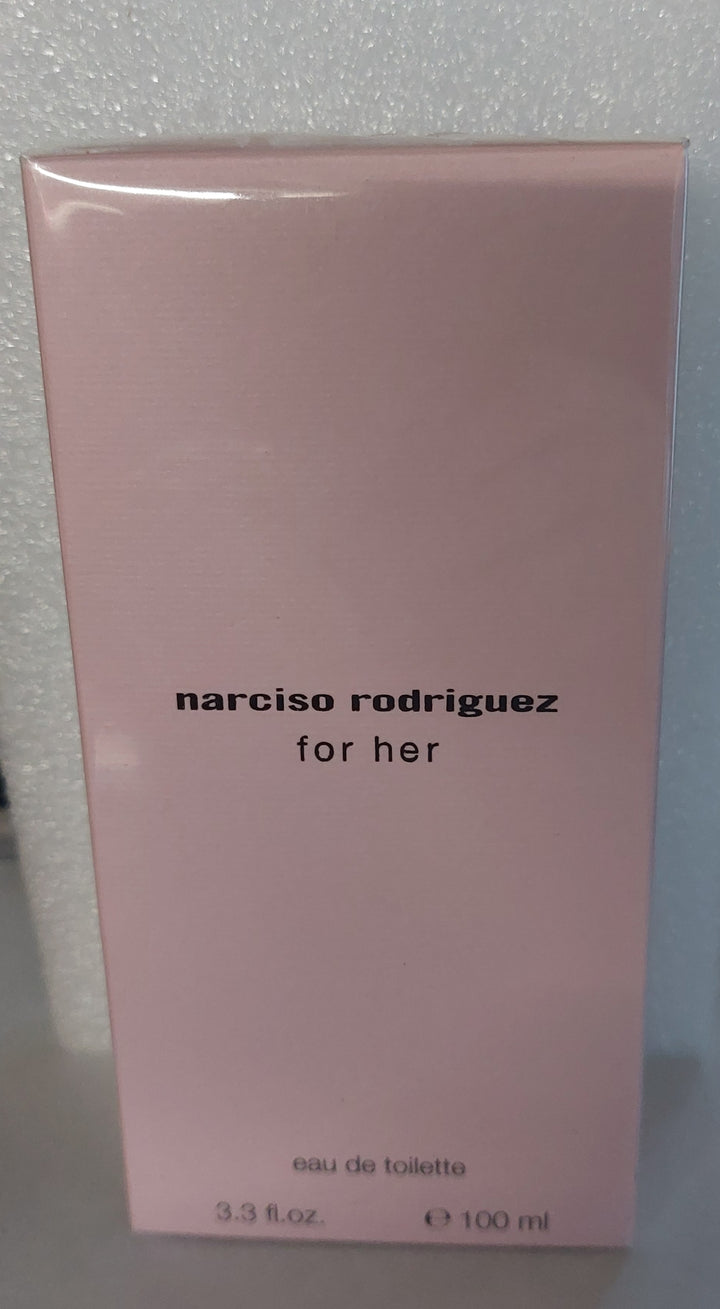 narciso rodriguez
for her
eau de toilette
3.3 fl.oz. ℮ 100 ml